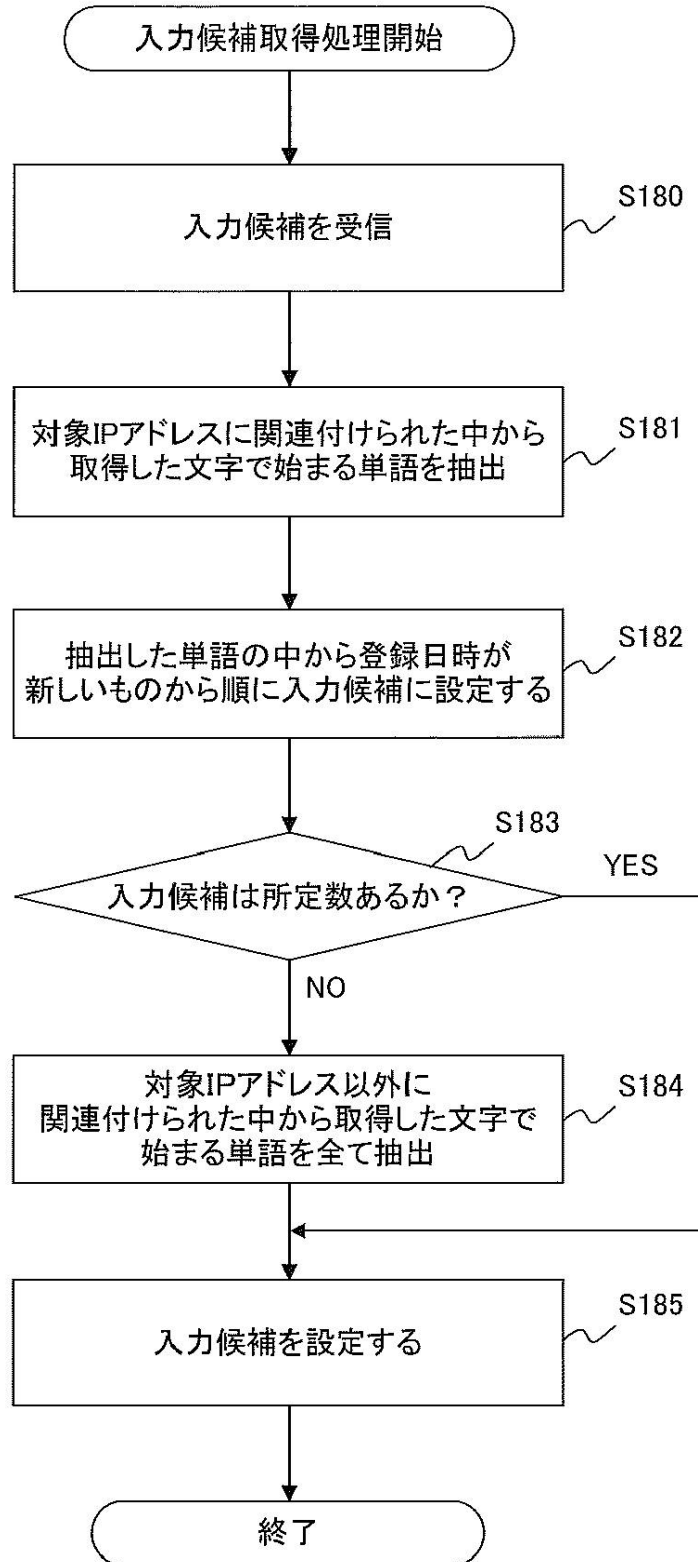 入力候補取得処理開始
S180
入力候補を受信
S181
対象IPアドレスに関連付けられた中から
取得した文字で始まる単語を抽出
S182
抽出した単語の中から登録日時が
新しいものから順に入力候補に設定する
S183
YES
入力候補は所定数あるか？
NO
S184
対象IPアドレス以外に
関連付けられた中から取得した文字で
始まる単語を全て抽出
S185
入力候補を設定する
終了